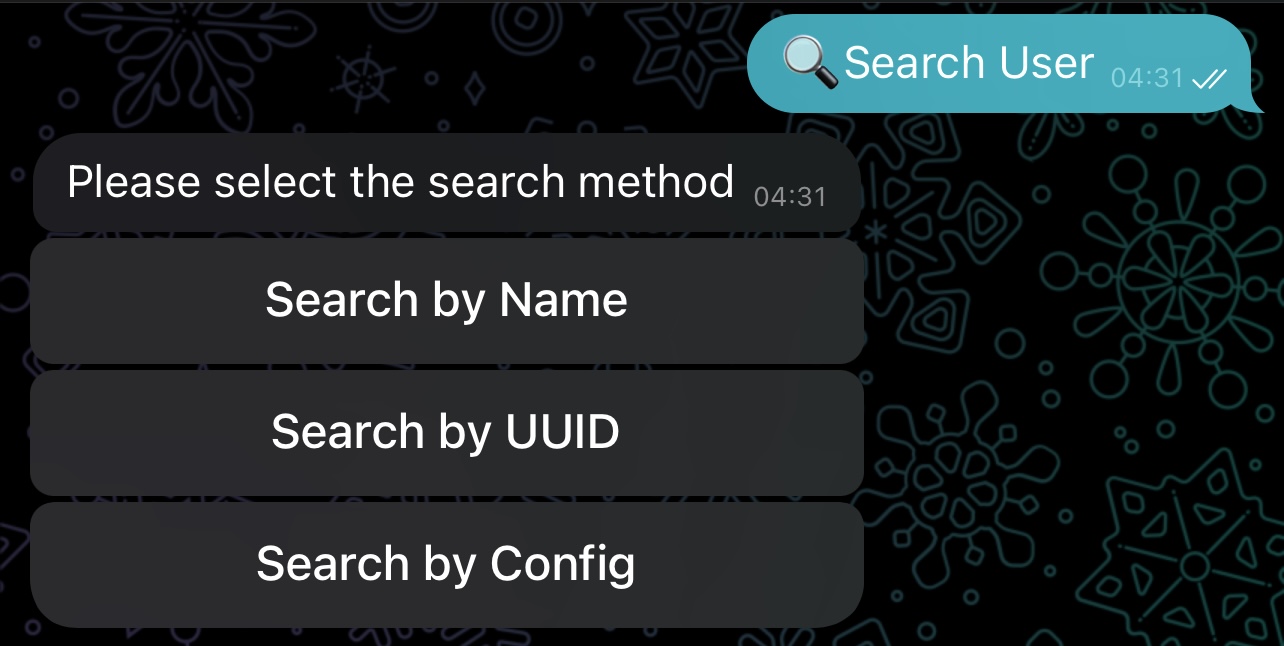 🔍Search User 04:31
Please select the search method 04:31
Search by Name
Search by UUID
Search by Config